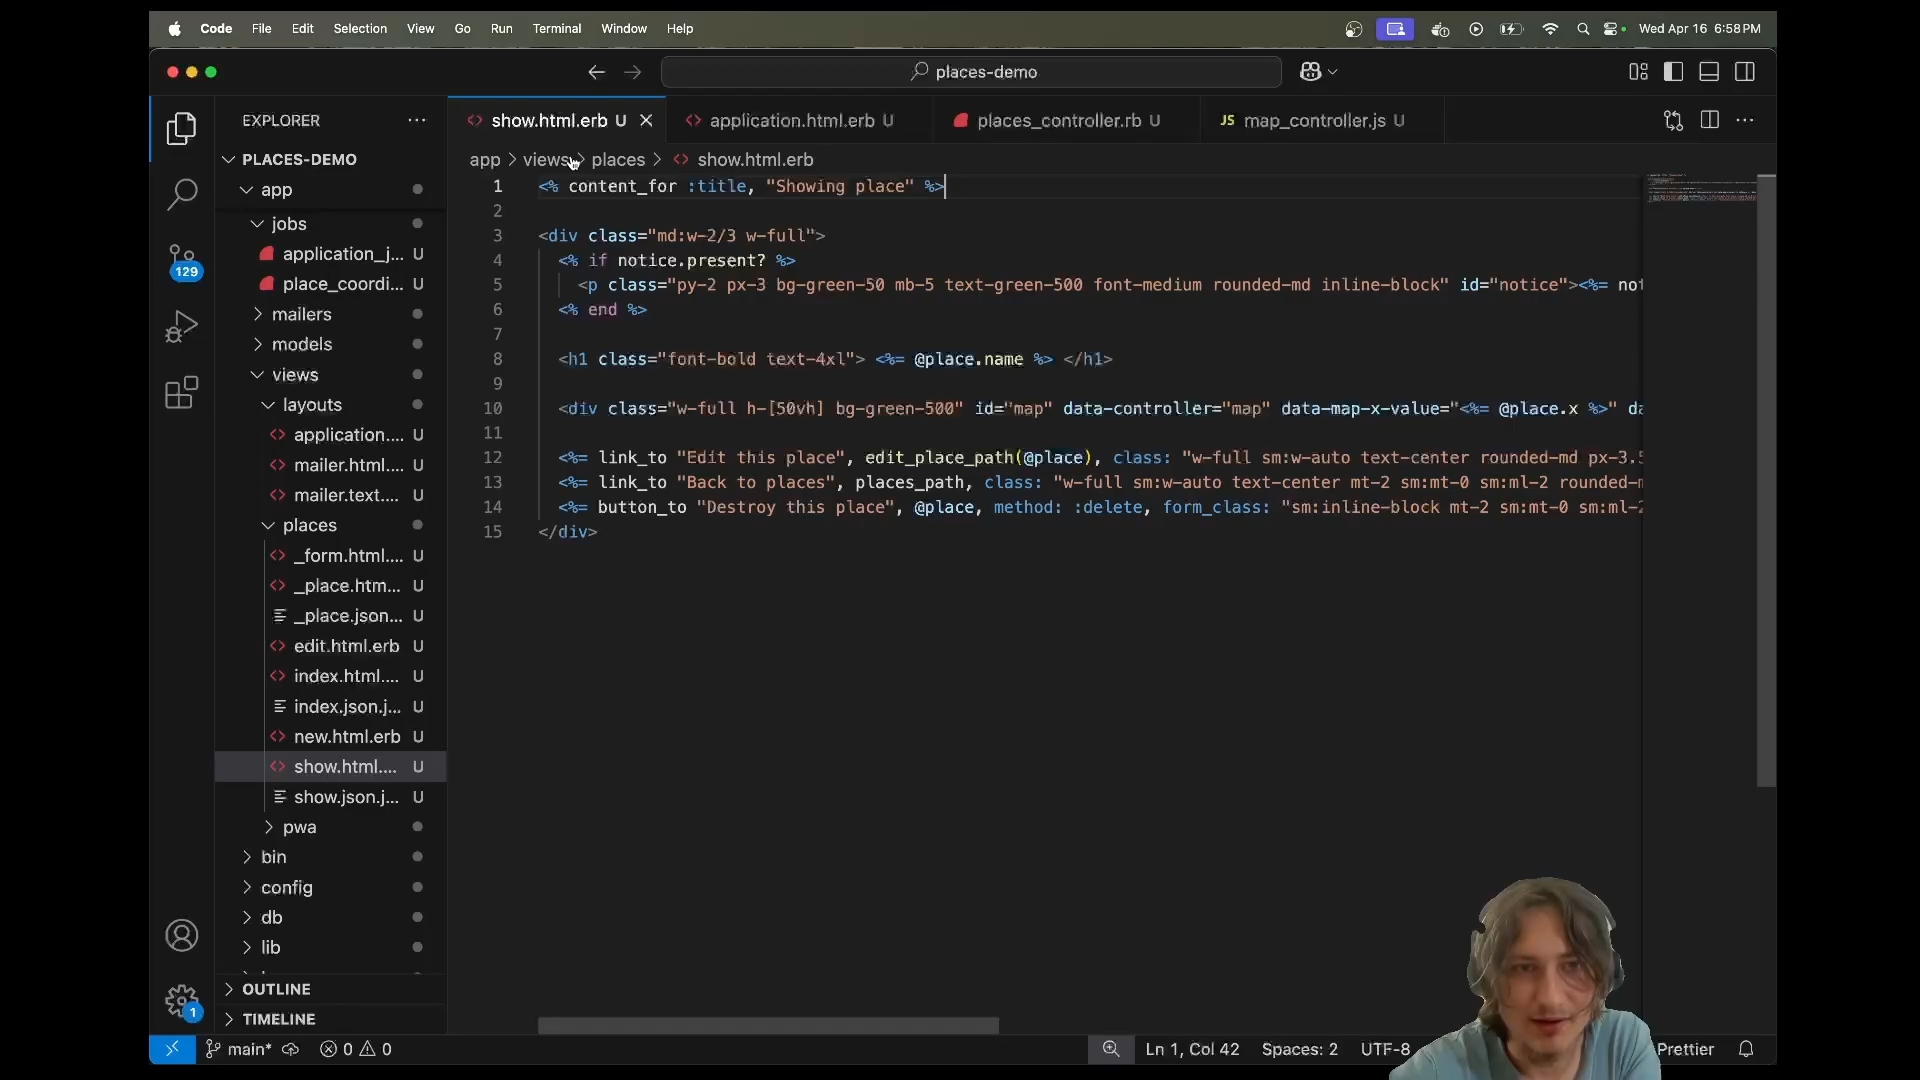 Code File Edit Selection View Go Run Terminal Window Help Wed Apr 16 6:58 PM
places-demo
EXPLORER
show.html.erb U
application.html.erb U
places_controller.rb U
JS map_controller.js U
app > views > places > show.html.erb
PLACES-DEMO
app
jobs
application_j... U
place_coordi... U
mailers
models
views
layouts
application.... U
mailer.html.... U
mailer.text.... U
places
_form.html.... U
_place.htm... U
_place.json... U
edit.html.erb U
index.html.... U
index.json.j... U
new.html.erb U
show.html.... U
show.json.j... U
pwa
bin
config
db
lib
OUTLINE
TIMELINE
129
1
1 <% content_for :title, "Showing place" %>
2
3 <div class="md:w-2/3 w-full">
4 <% if notice.present? %>
5 <p class="py-2 px-3 bg-green-50 mb-5 text-green-500 font-medium rounded-md inline-block" id="notice"><%= not
6 <% end %>
7
8 <h1 class="font-bold text-4xl"> <%= @place.name %> </h1>
9
10 <div class="w-full h-[50vh] bg-green-500" id="map" data-controller="map" data-map-x-value="<%= @place.x %>" da
11
12 <%= link_to "Edit this place", edit_place_path(@place), class: "w-full sm:w-auto text-center rounded-md px-3.5
13 <%= link_to "Back to places", places_path, class: "w-full sm:w-auto text-center mt-2 sm:mt-0 sm:ml-2 rounded-m
14 <%= button_to "Destroy this place", @place, method: :delete, form_class: "sm:inline-block mt-2 sm:mt-0 sm:ml-2
15 </div>
main* 0 0 Ln 1, Col 42 Spaces: 2 UTF-8 Prettier